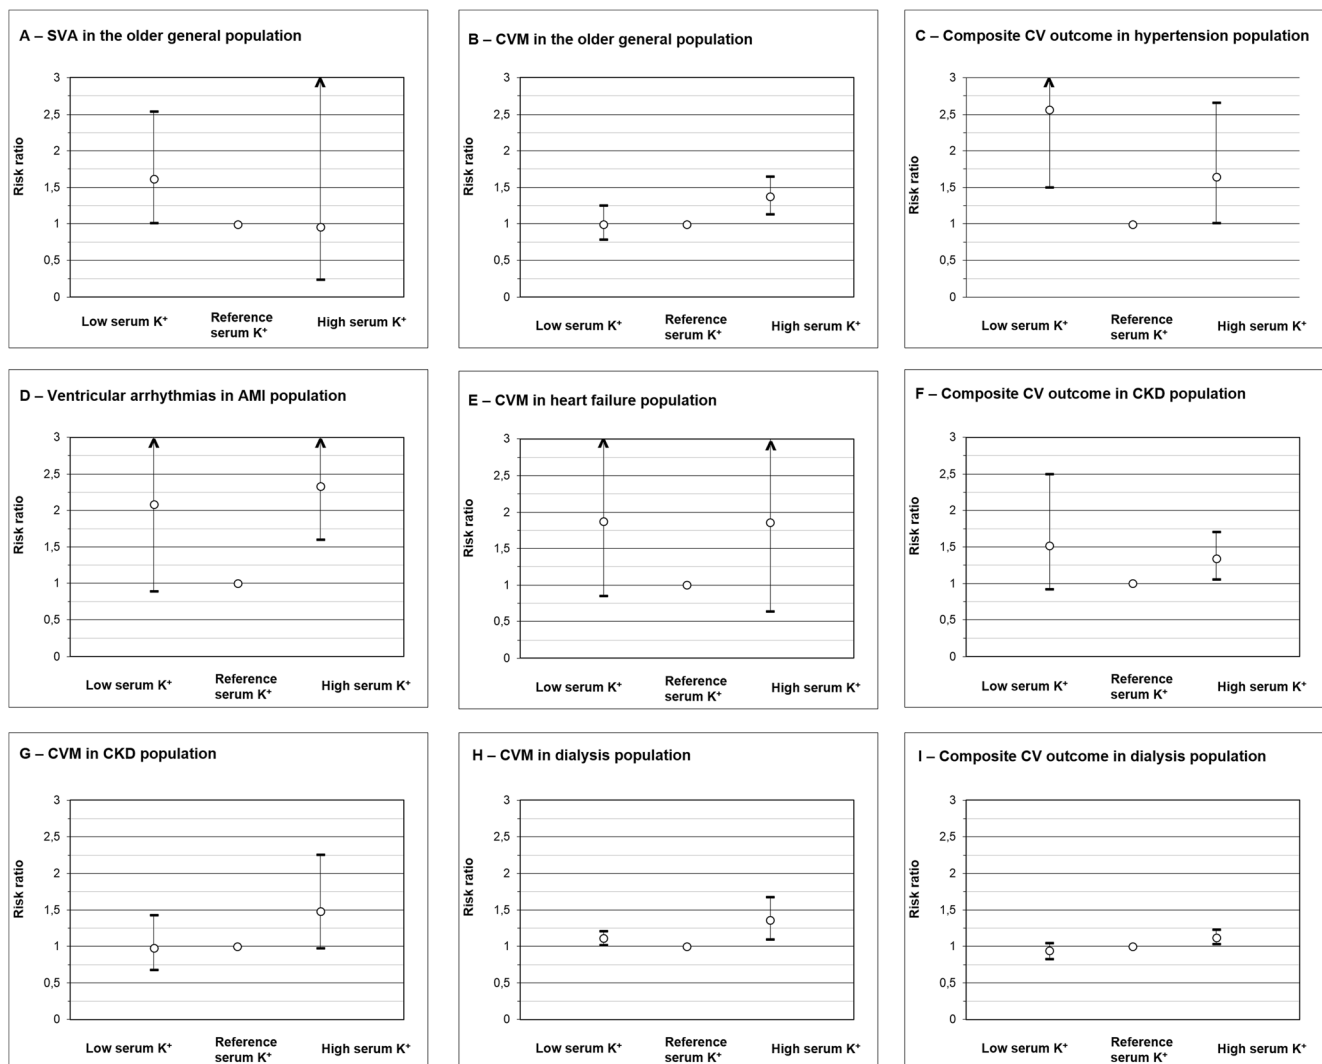 A – SVA in the older general population
3
2,5
2
1,5
1
0,5
0
Risk ratio
Low serum K⁺
Reference
serum K⁺
High serum K⁺
B – CVM in the older general population
3
2,5
2
1,5
1
0,5
0
Risk ratio
Low serum K⁺
Reference
serum K⁺
High serum K⁺
C – Composite CV outcome in hypertension population
3
2,5
2
1,5
1
0,5
0
Risk ratio
Low serum K⁺
Reference
serum K⁺
High serum K⁺
D – Ventricular arrhythmias in AMI population
3
2,5
2
1,5
1
0,5
0
Risk ratio
Low serum K⁺
Reference
serum K⁺
High serum K⁺
E – CVM in heart failure population
3
2,5
2
1,5
1
0,5
0
Risk ratio
Low serum K⁺
Reference
serum K⁺
High serum K⁺
F – Composite CV outcome in CKD population
3
2,5
2
1,5
1
0,5
0
Risk ratio
Low serum K⁺
Reference
serum K⁺
High serum K⁺
G – CVM in CKD population
3
2,5
2
1,5
1
0,5
0
Risk ratio
Low serum K⁺
Reference
serum K⁺
High serum K⁺
H – CVM in dialysis population
3
2,5
2
1,5
1
0,5
0
Risk ratio
Low serum K⁺
Reference
serum K⁺
High serum K⁺
I – Composite CV outcome in dialysis population
3
2,5
2
1,5
1
0,5
0
Risk ratio
Low serum K⁺
Reference
serum K⁺
High serum K⁺